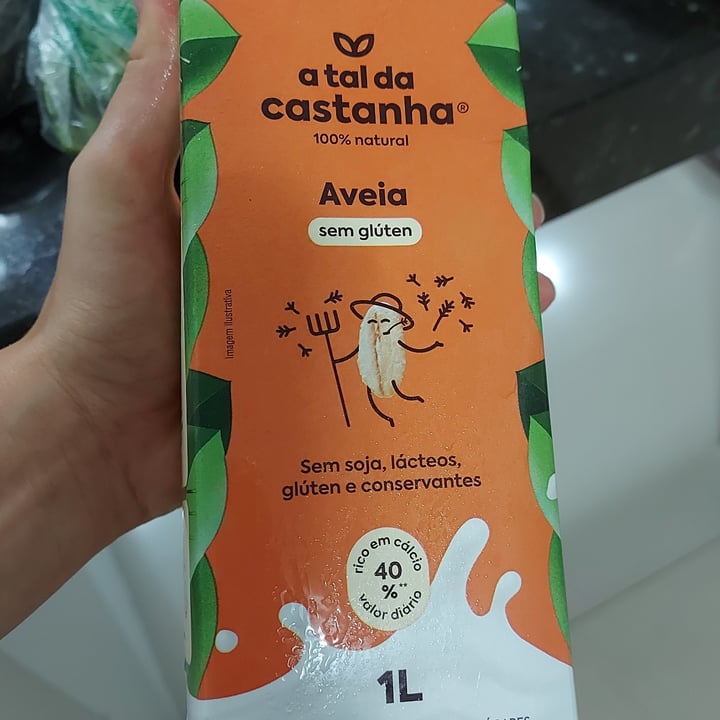 a tal da
castanha®
100% natural
Aveia
sem glúten
Imagem ilustrativa
Sem soja, lácteos,
glúten e conservantes
rico em cálcio
40
%**
valor diário
1L